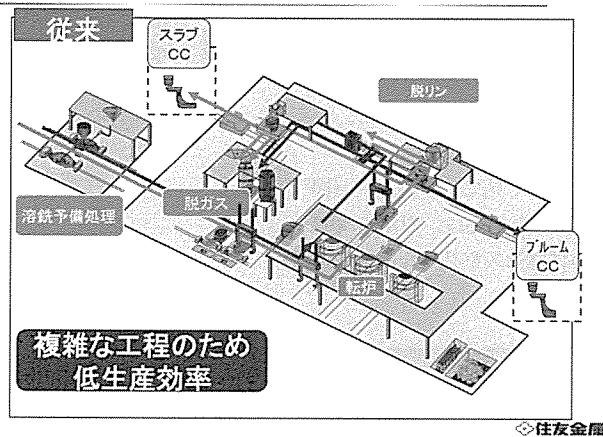 従来
スラブ
CC
脱リン
脱ガス
溶銑予備処理
ブルーム
CC
転炉
複雑な工程のため
低生産効率
住友金属